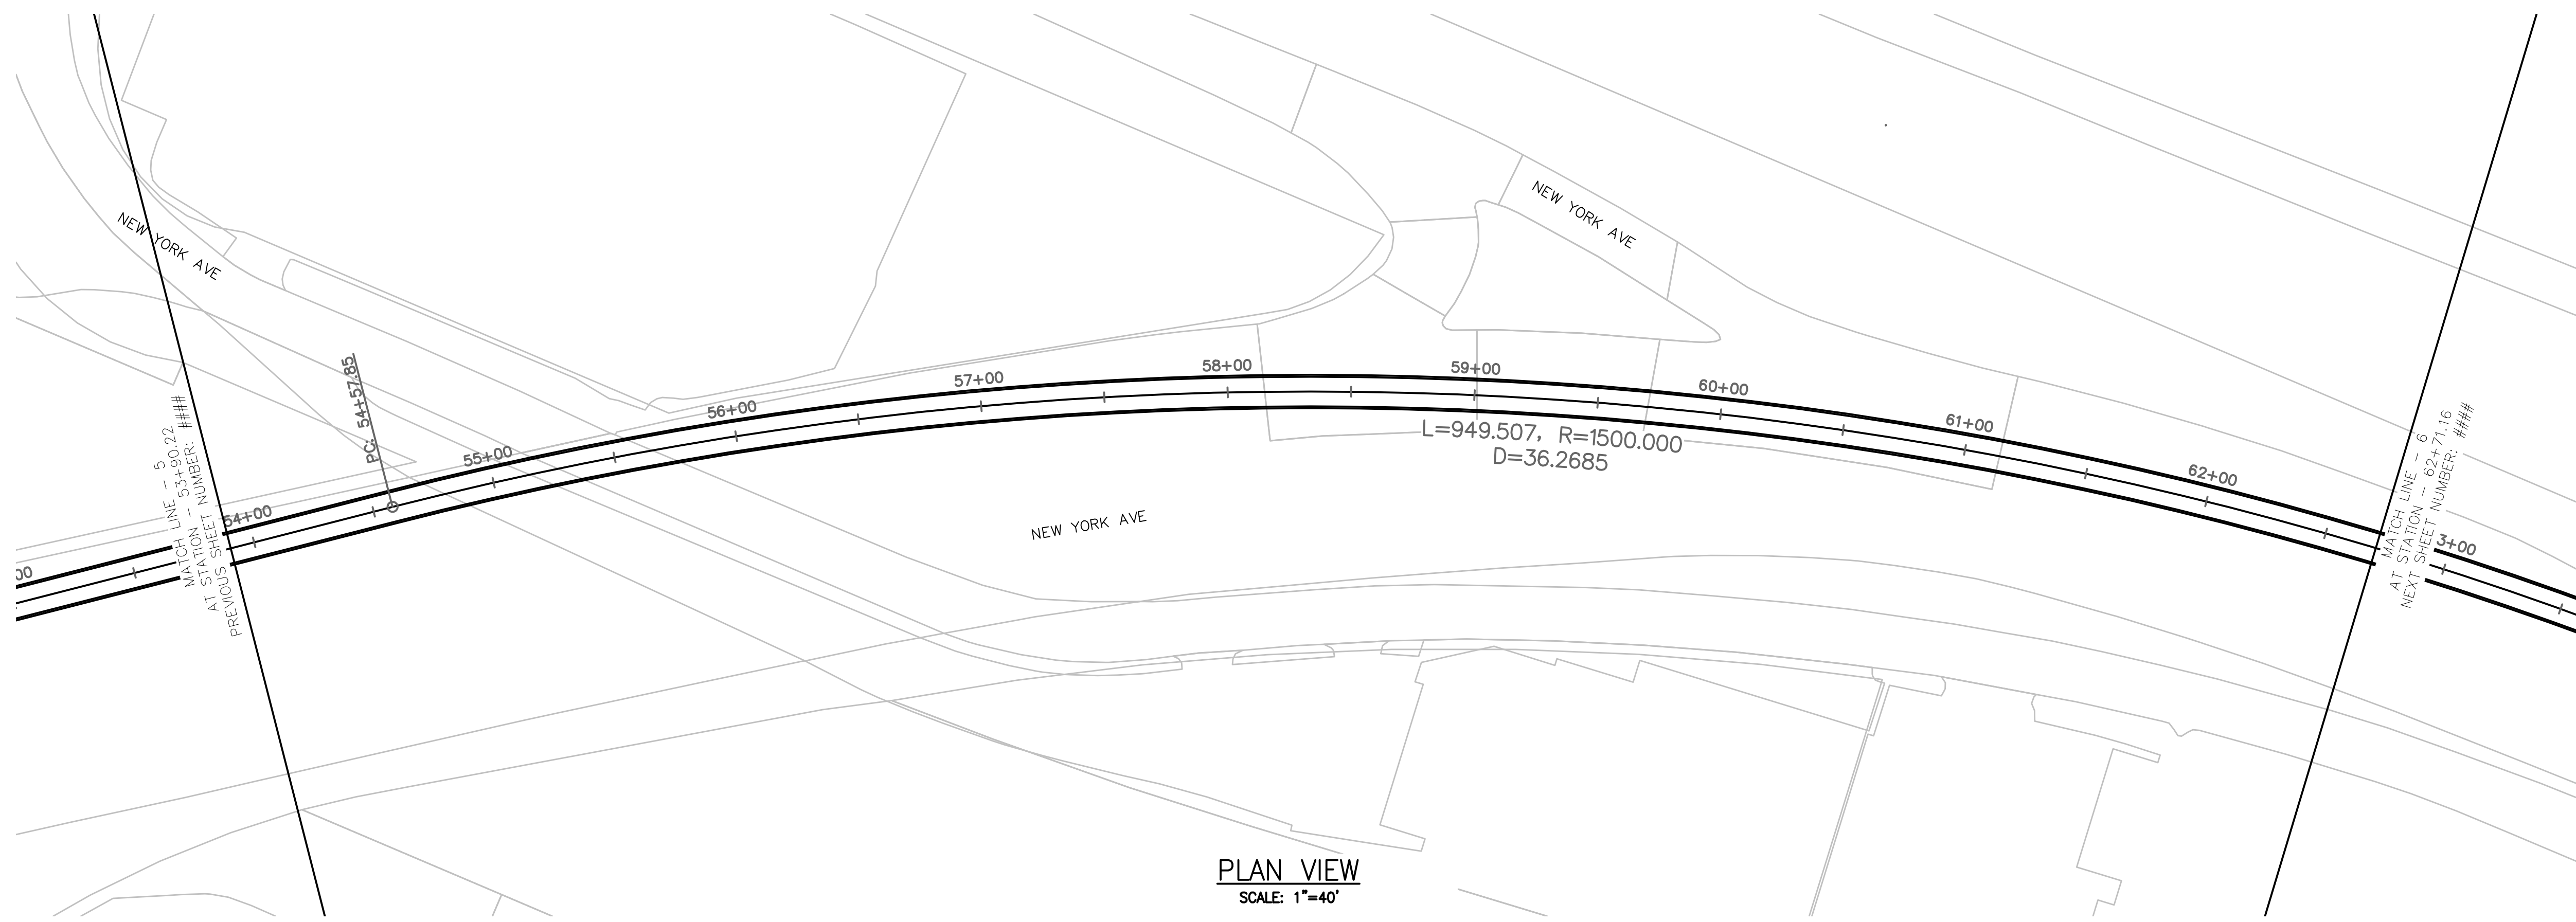 NEW YORK AVE
NEW YORK AVE
PC: 54+57.85
MATCH LINE - 5
AT STATION - 53+90.22
PREVIOUS SHEET NUMBER: ####
00
54+00
55+00
56+00
57+00
58+00
59+00
60+00
61+00
62+00
3+00
L=949.507, R=1500.000
D=36.2685
MATCH LINE - 6
AT STATION - 62+71.16
NEXT SHEET NUMBER: ####
NEW YORK AVE
PLAN VIEW
SCALE: 1"=40'